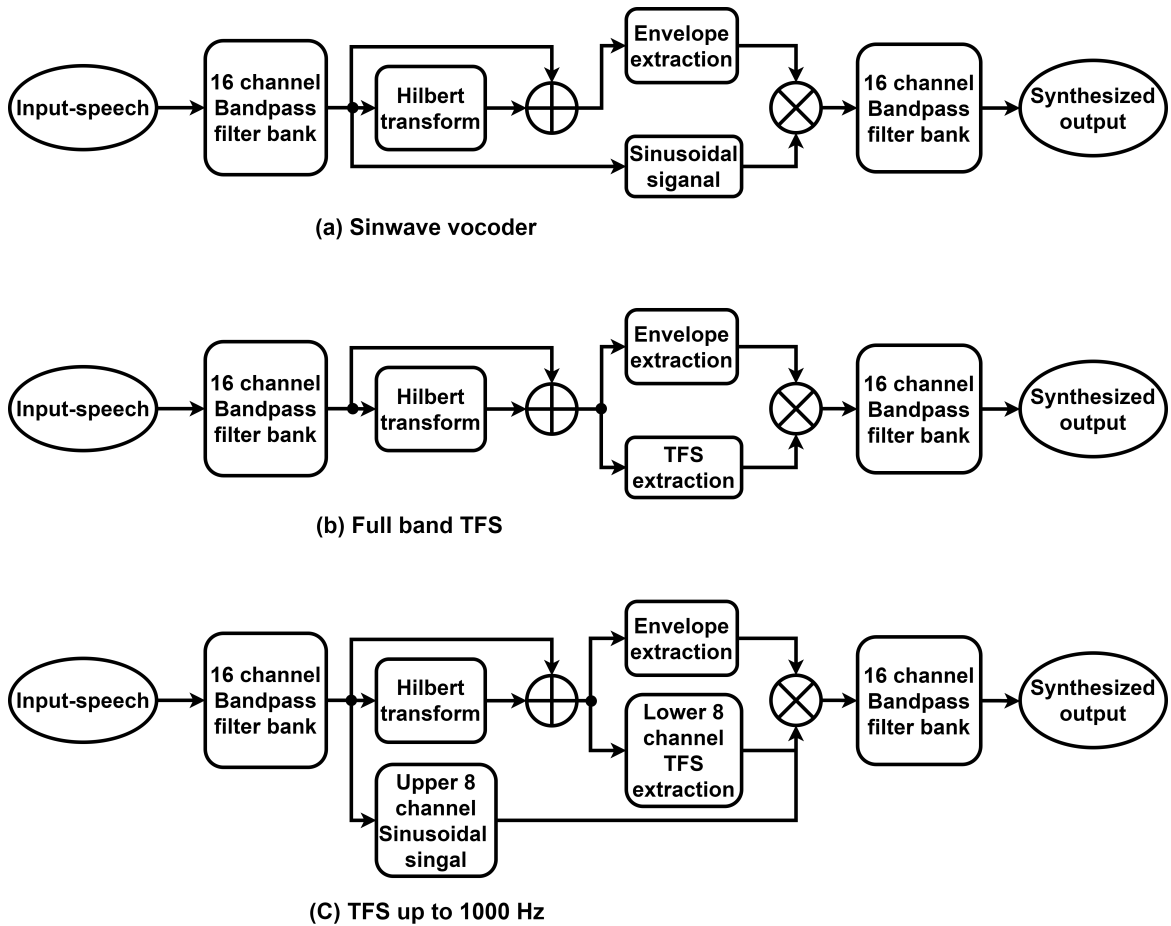 Input-speech
16 channel
Bandpass
filter bank
Hilbert
transform
Envelope
extraction
Sinusoidal
siganal
16 channel
Bandpass
filter bank
Synthesized
output
(a) Sinwave vocoder
Input-speech
16 channel
Bandpass
filter bank
Hilbert
transform
Envelope
extraction
TFS
extraction
16 channel
Bandpass
filter bank
Synthesized
output
(b) Full band TFS
Input-speech
16 channel
Bandpass
filter bank
Hilbert
transform
Upper 8
channel
Sinusoidal
singal
Envelope
extraction
Lower 8
channel
TFS
extraction
16 channel
Bandpass
filter bank
Synthesized
output
(C) TFS up to 1000 Hz